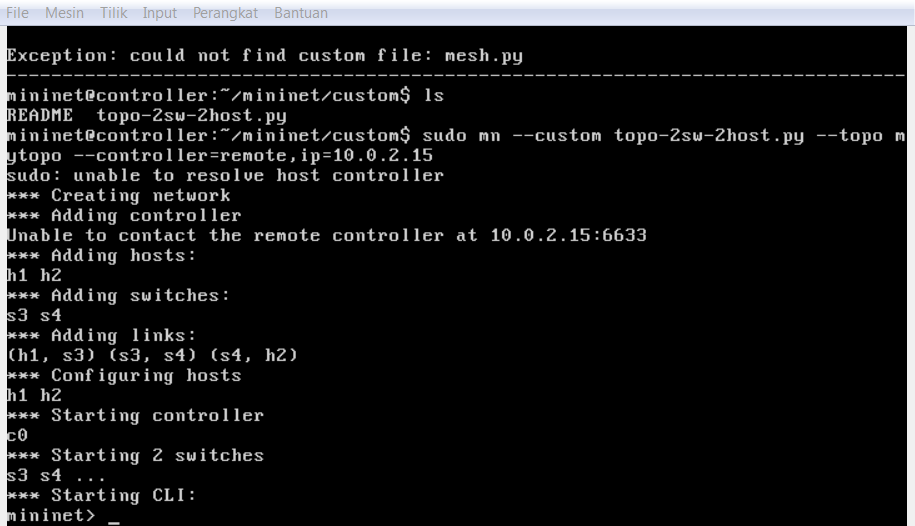 File Mesin Tilik Input Perangkat Bantuan
Exception: could not find custom file: mesh.py
--------------------------------------------------------------------------------
mininet@controller:~/mininet/custom$ ls
README  topo-2sw-2host.py
mininet@controller:~/mininet/custom$ sudo mn --custom topo-2sw-2host.py --topo m
ytopo --controller=remote,ip=10.0.2.15
sudo: unable to resolve host controller
*** Creating network
*** Adding controller
Unable to contact the remote controller at 10.0.2.15:6633
*** Adding hosts:
h1 h2
*** Adding switches:
s3 s4
*** Adding links:
(h1, s3) (s3, s4) (s4, h2)
*** Configuring hosts
h1 h2
*** Starting controller
c0
*** Starting 2 switches
s3 s4 ...
*** Starting CLI:
mininet> _